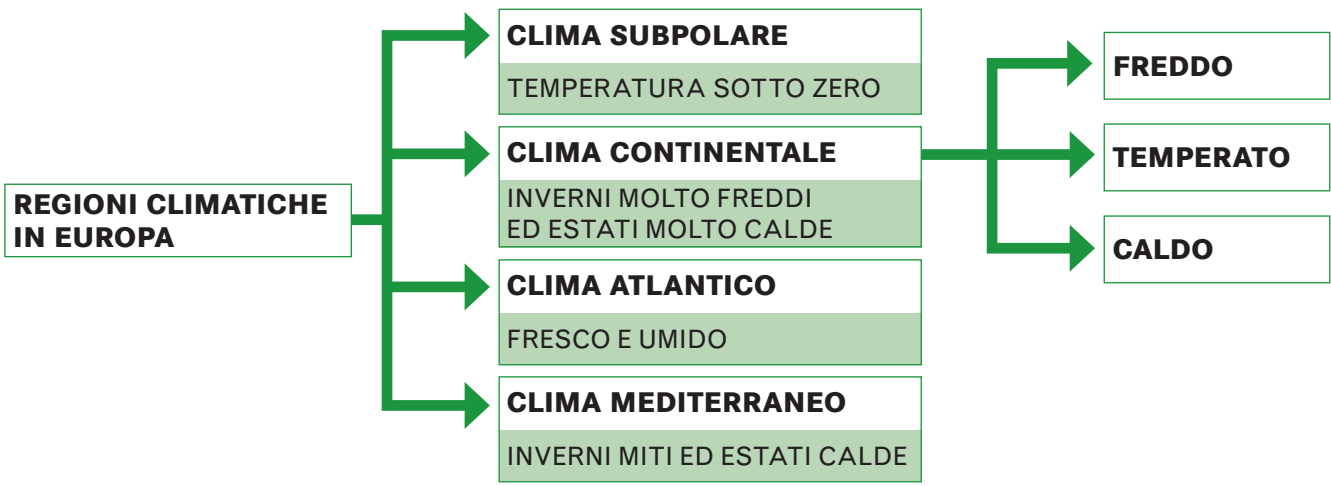 REGIONI CLIMATICHE
IN EUROPA
CLIMA SUBPOLARE
TEMPERATURA SOTTO ZERO
CLIMA CONTINENTALE
INVERNI MOLTO FREDDI
ED ESTATI MOLTO CALDE
CLIMA ATLANTICO
FRESCO E UMIDO
CLIMA MEDITERRANEO
INVERNI MITI ED ESTATI CALDE
FREDDO
TEMPERATO
CALDO